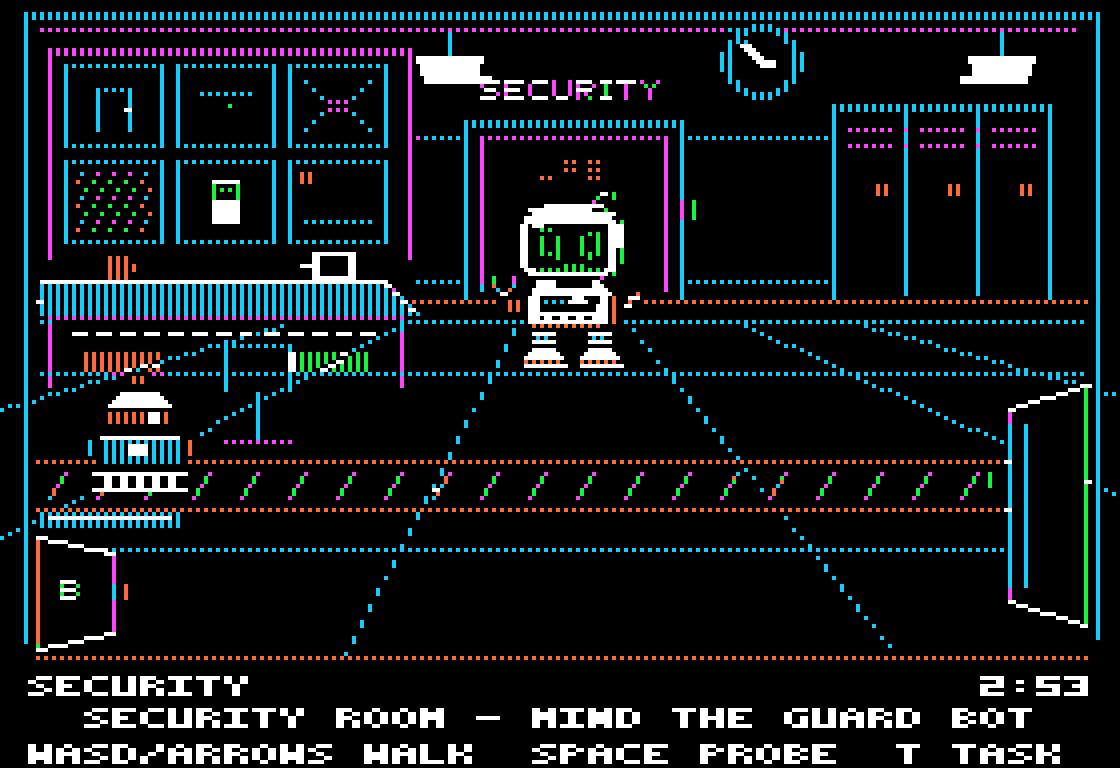 SECURITY
B
SECURITY 2:53
SECURITY ROOM - MIND THE GUARD BOT
WASD/ARROWS WALK SPACE PROBE T TASK